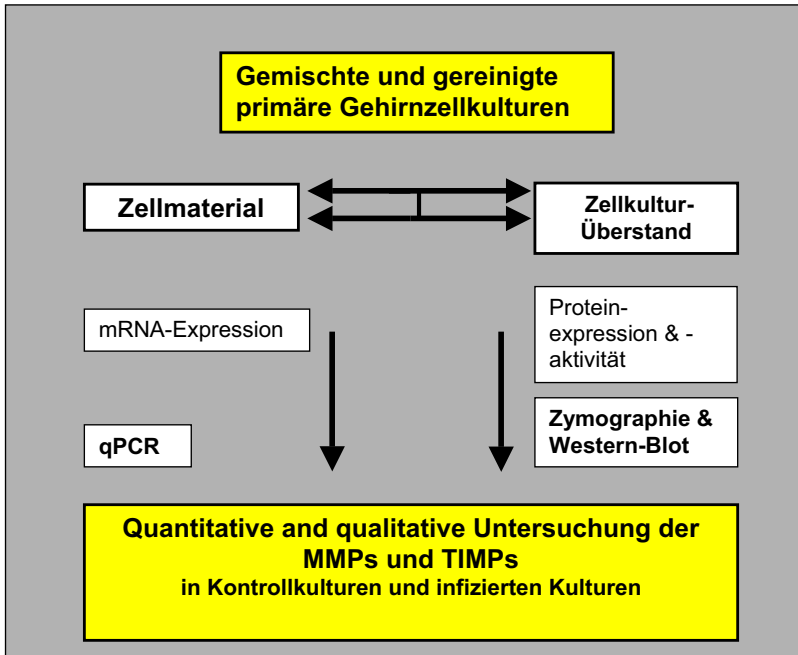 Gemischte und gereinigte
primäre Gehirnzellkulturen
Zellmaterial
Zellkultur-
Überstand
mRNA-Expression
Protein-
expression & -
aktivität
qPCR
Zymographie &
Western-Blot
Quantitative and qualitative Untersuchung der
MMPs und TIMPs
in Kontrollkulturen und infizierten Kulturen